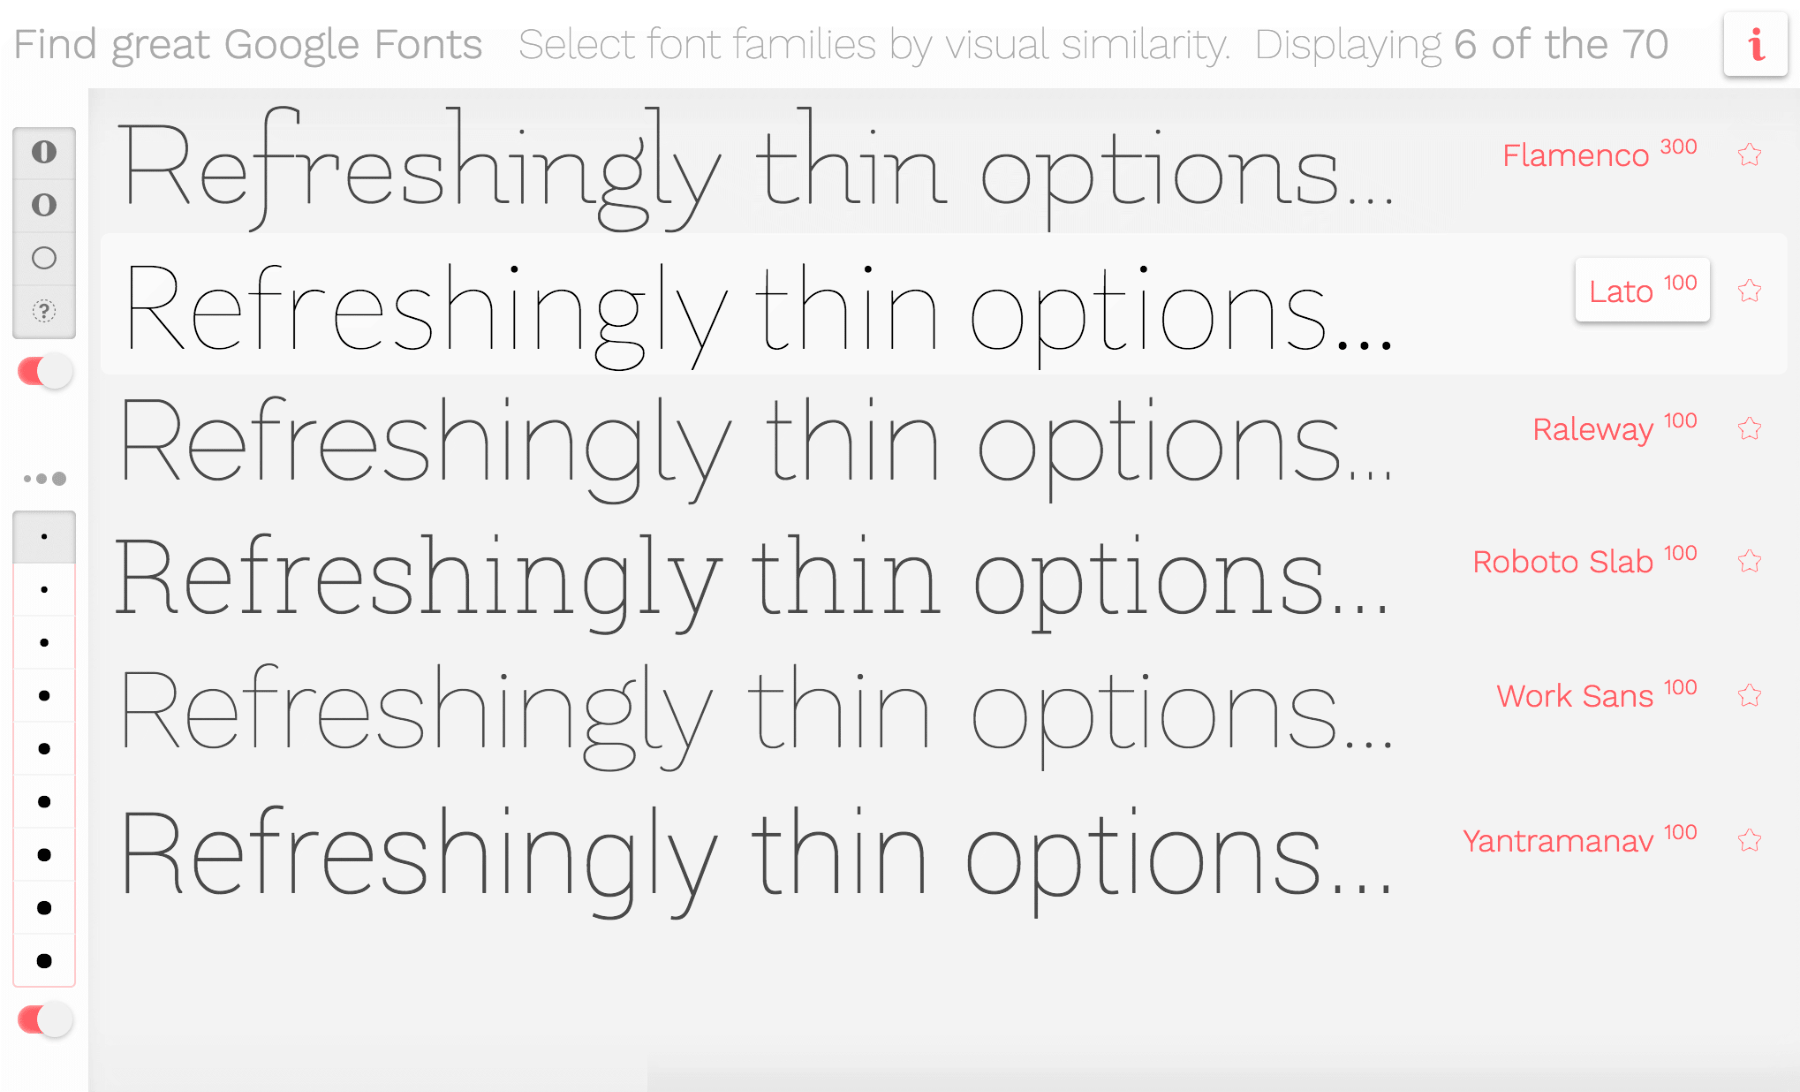 Find great Google Fonts Select font families by visual similarity. Displaying 6 of the 70 i
Refreshingly thin options... Flamenco 300
Refreshingly thin options... Lato 100
Refreshingly thin options... Raleway 100
Refreshingly thin options... Roboto Slab 100
Refreshingly thin options... Work Sans 100
Refreshingly thin options... Yantramanav 100
0
0
?